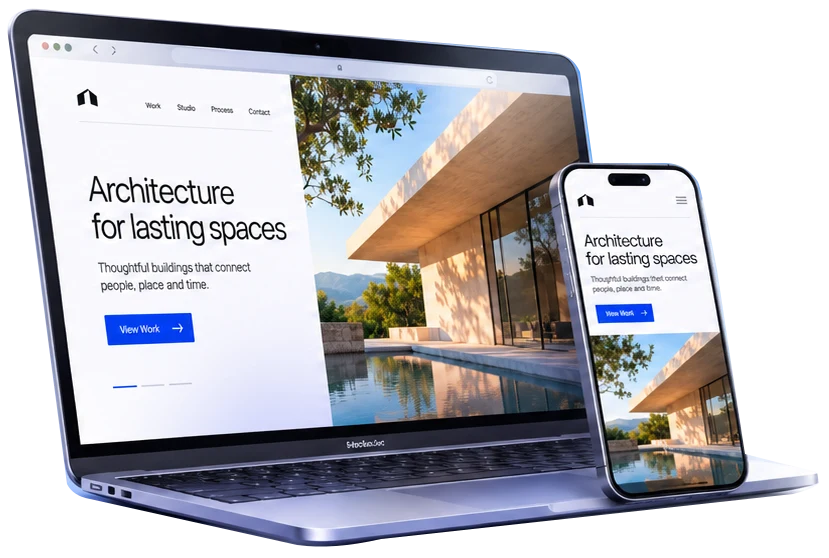 Work
Studio
Process
Contact
Architecture
for lasting spaces
Thoughtful buildings that connect
people, place and time.
View Work
Architecture
for lasting spaces
Thoughtful buildings that connect
people, place and time.
View Work